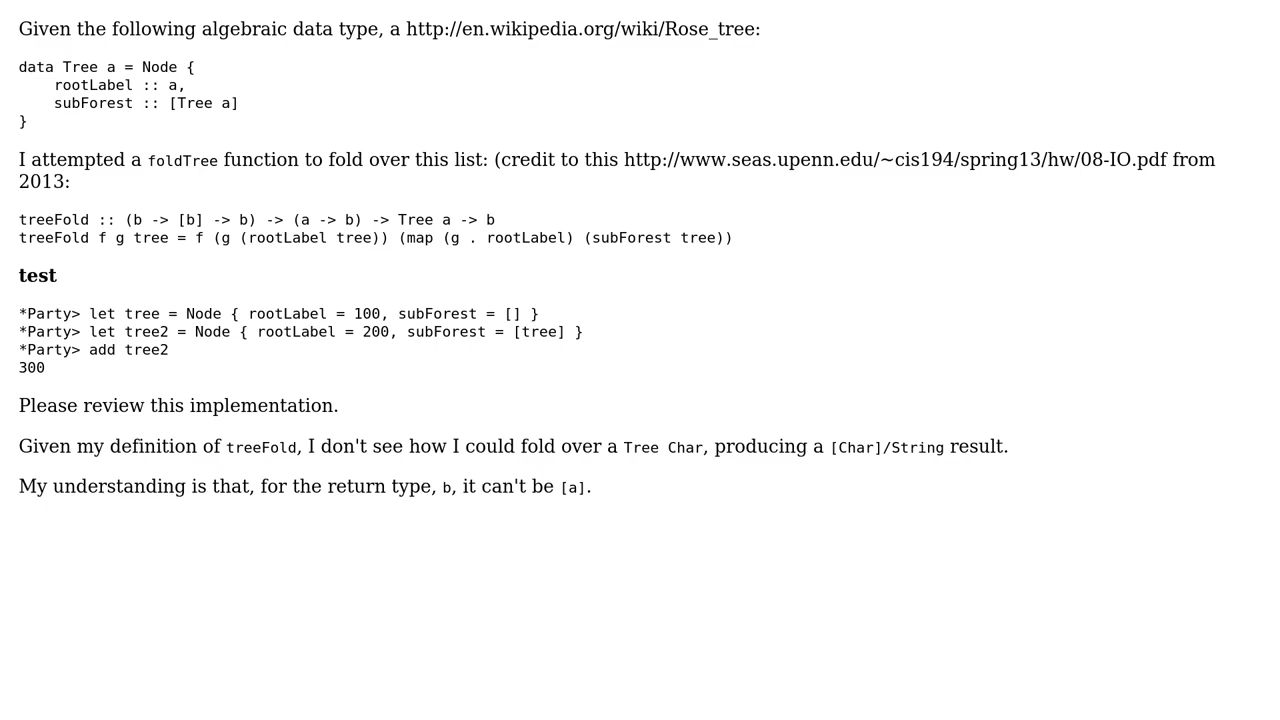 Given the following algebraic data type, a http://en.wikipedia.org/wiki/Rose_tree:
data Tree a = Node {
    rootLabel :: a,
    subForest :: [Tree a]
}
I attempted a foldTree function to fold over this list: (credit to this http://www.seas.upenn.edu/~cis194/spring13/hw/08-IO.pdf from
2013:
treeFold :: (b -> [b] -> b) -> (a -> b) -> Tree a -> b
treeFold f g tree = f (g (rootLabel tree)) (map (g . rootLabel) (subForest tree))
test
*Party> let tree = Node { rootLabel = 100, subForest = [] }
*Party> let tree2 = Node { rootLabel = 200, subForest = [tree] }
*Party> add tree2
300
Please review this implementation.
Given my definition of treeFold, I don't see how I could fold over a Tree Char, producing a [Char]/String result.
My understanding is that, for the return type, b, it can't be [a].